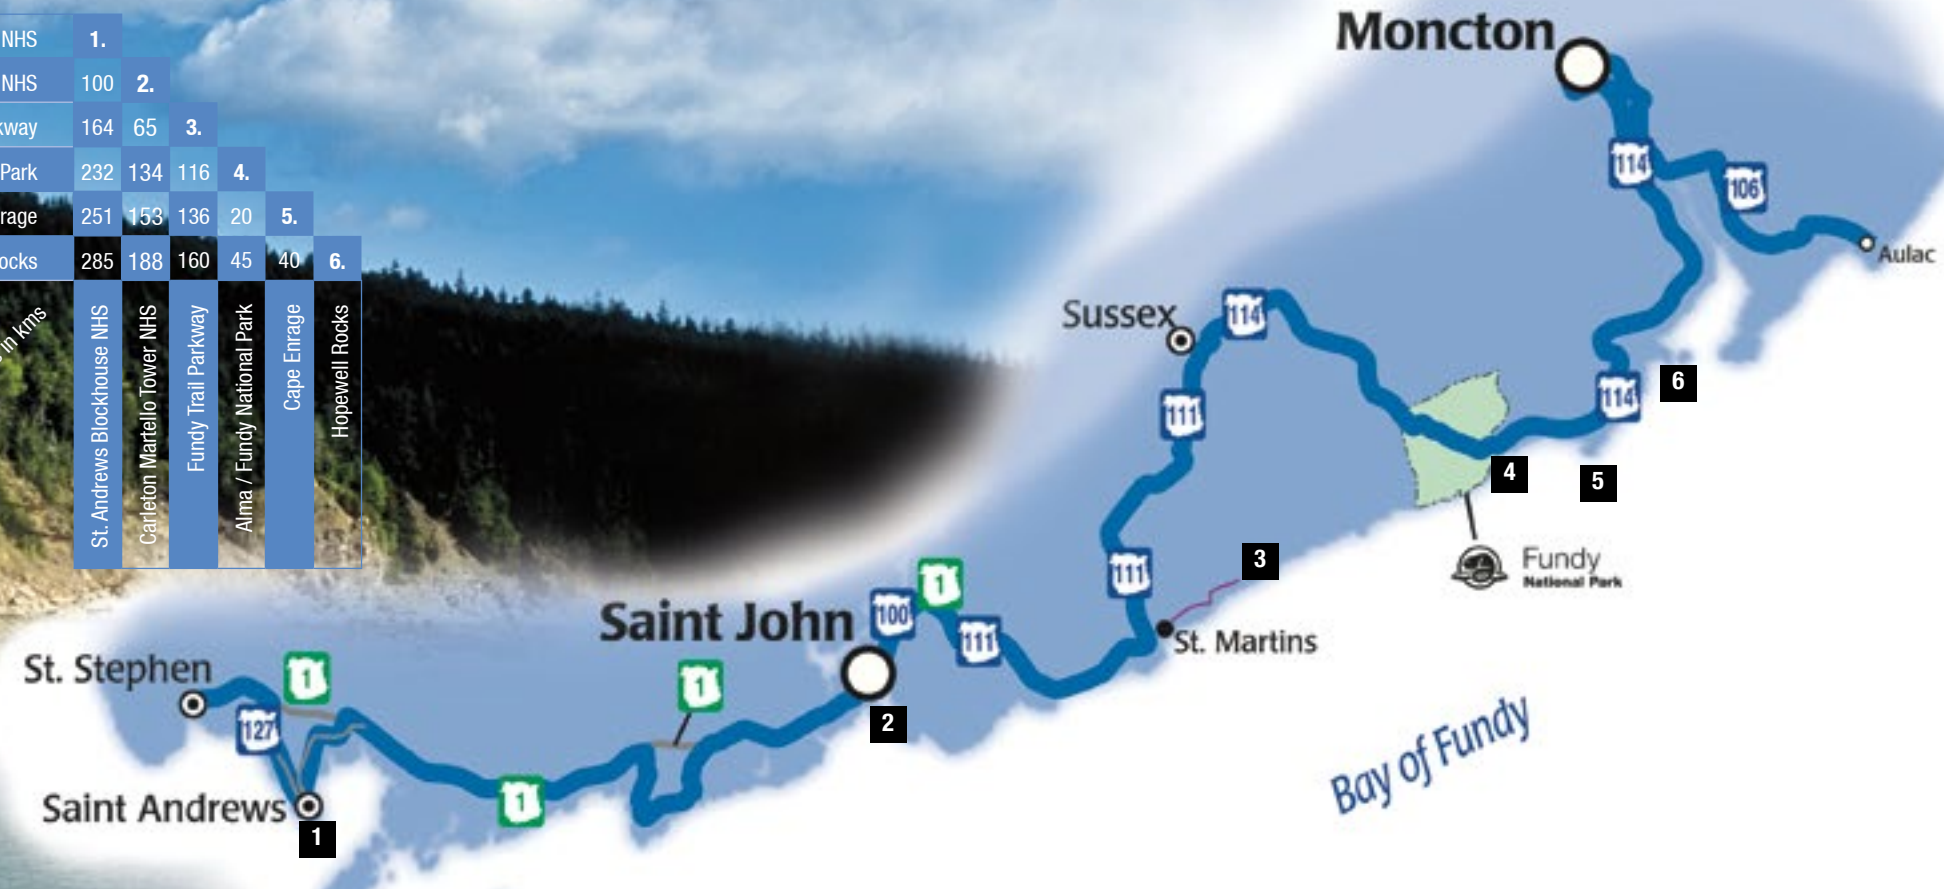 NHS 1.
NHS 100 2.
kway 164 65 3.
Park 232 134 116 4.
rage 251 153 136 20 5.
ocks 285 188 160 45 40 6.
in kms
St. Andrews Blockhouse NHS
Carleton Martello Tower NHS
Fundy Trail Parkway
Alma / Fundy National Park
Cape Enrage
Hopewell Rocks
Moncton
114
106
Aulac
Sussex
114
111
114
6
4
5
3
Fundy
National Park
111
1
100
111
Saint John
St. Martins
St. Stephen
1
1
127
2
Bay of Fundy
1
Saint Andrews
1